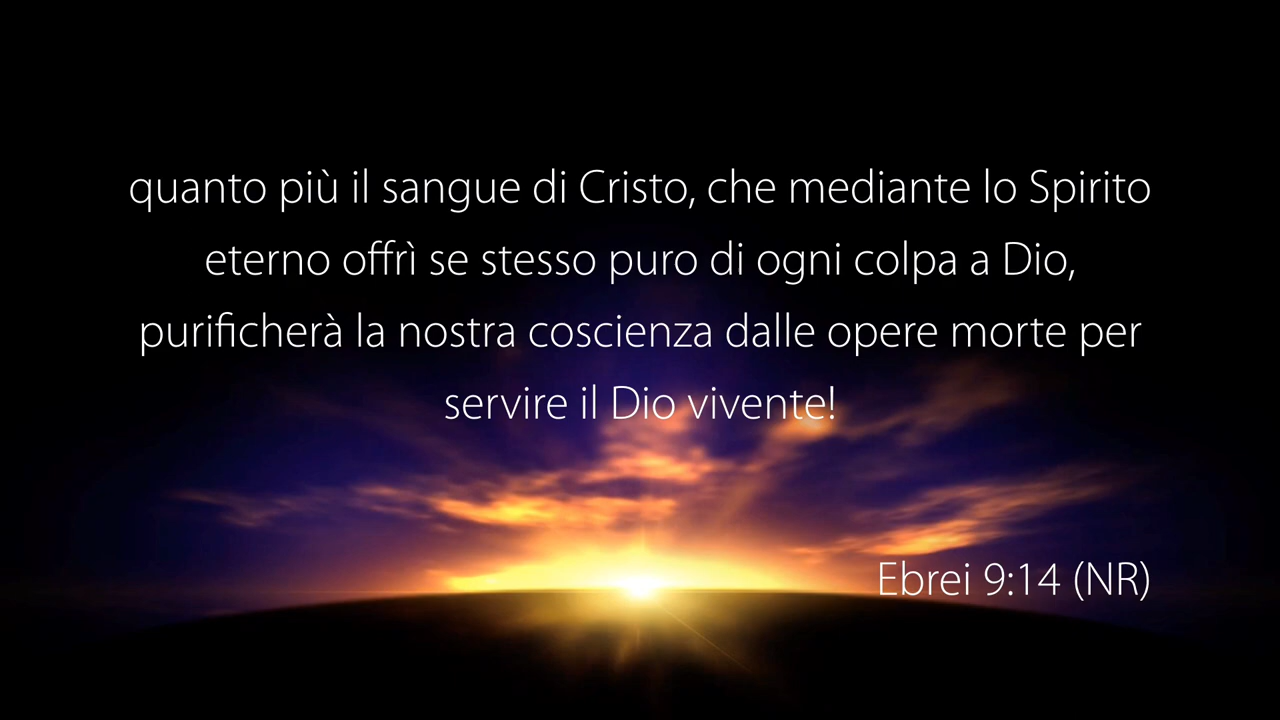 quanto più il sangue di Cristo, che mediante lo Spirito
eterno offrì se stesso puro di ogni colpa a Dio,
purificherà la nostra coscienza dalle opere morte per
servire il Dio vivente!
Ebrei 9:14 (NR)